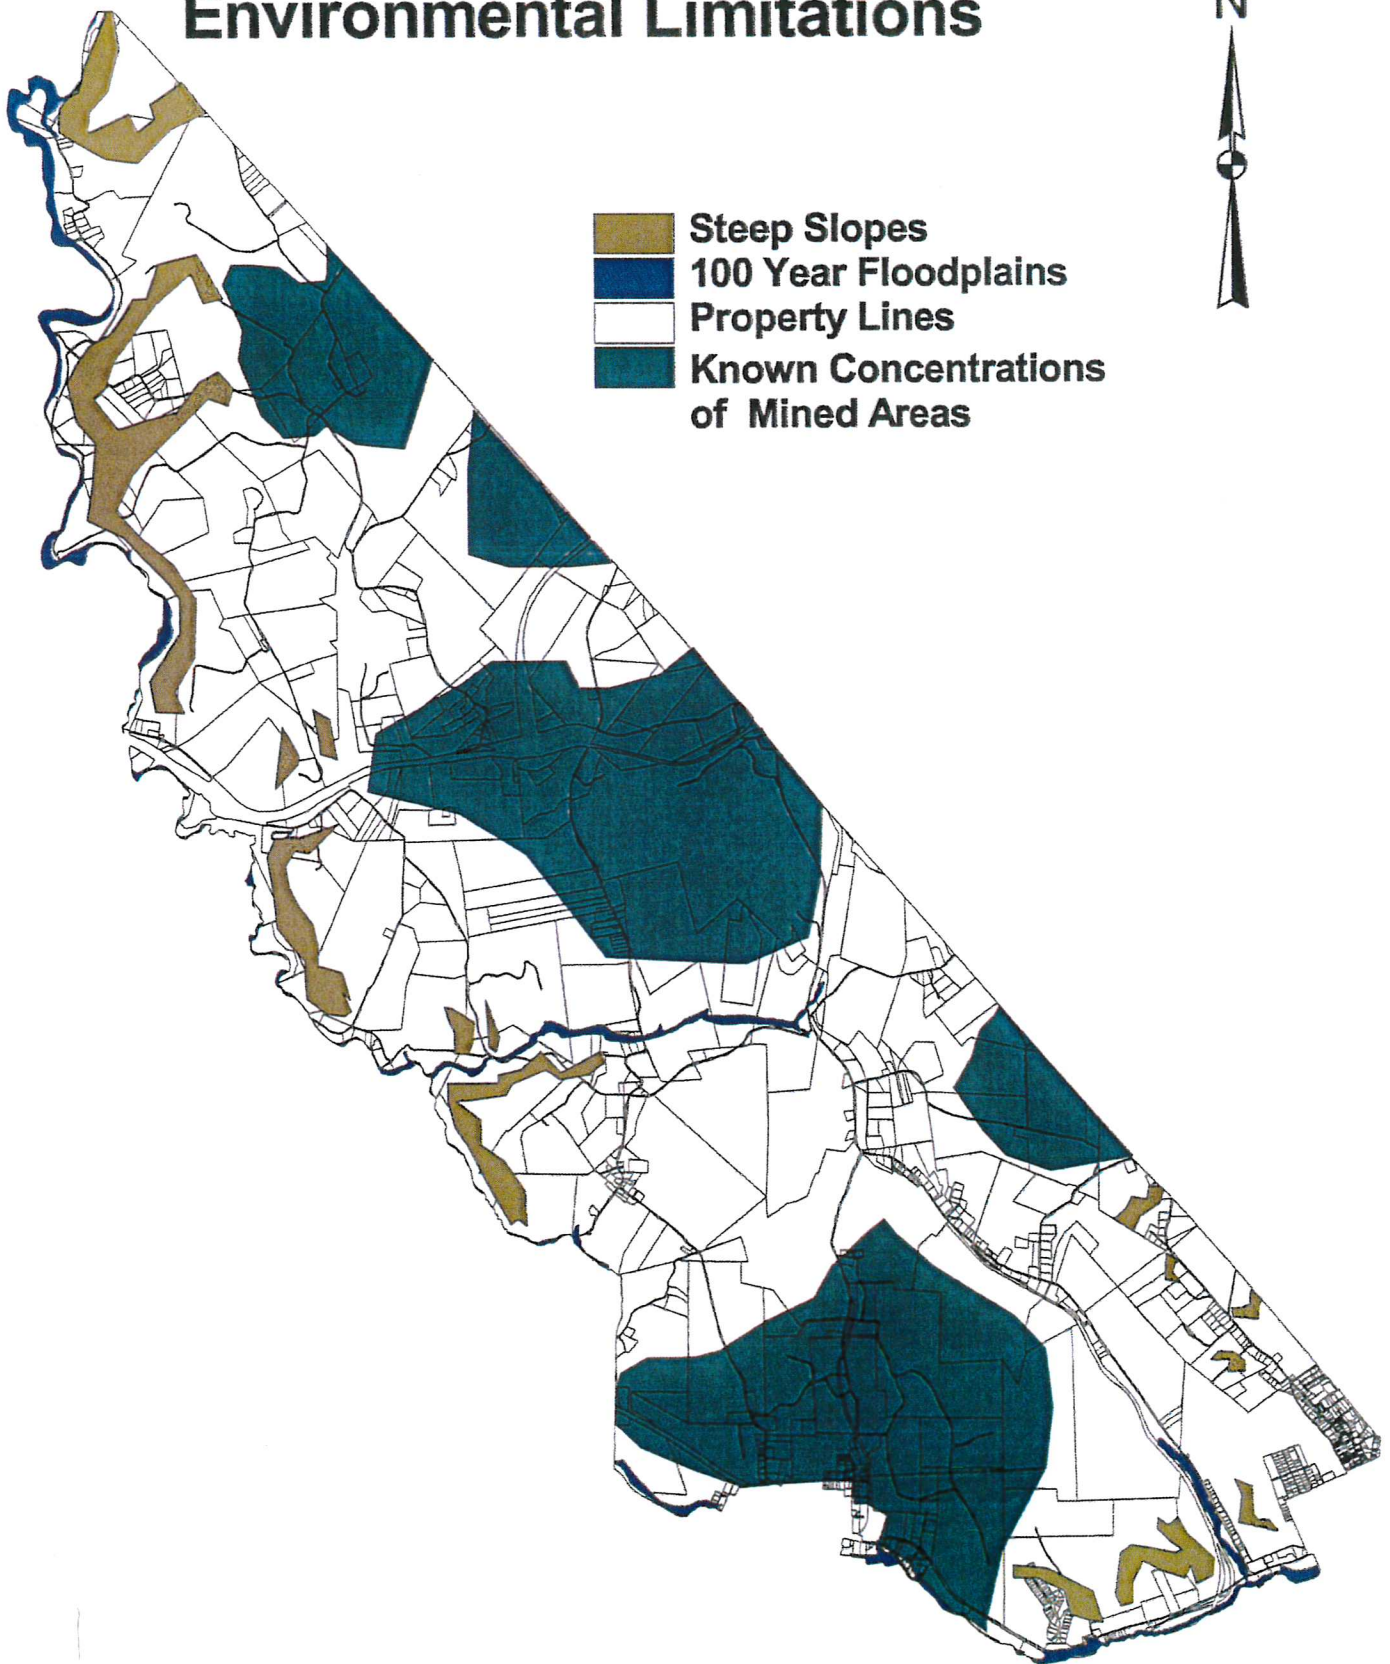 Environmental Limitations
N
Steep Slopes
100 Year Floodplains
Property Lines
Known Concentrations
of Mined Areas